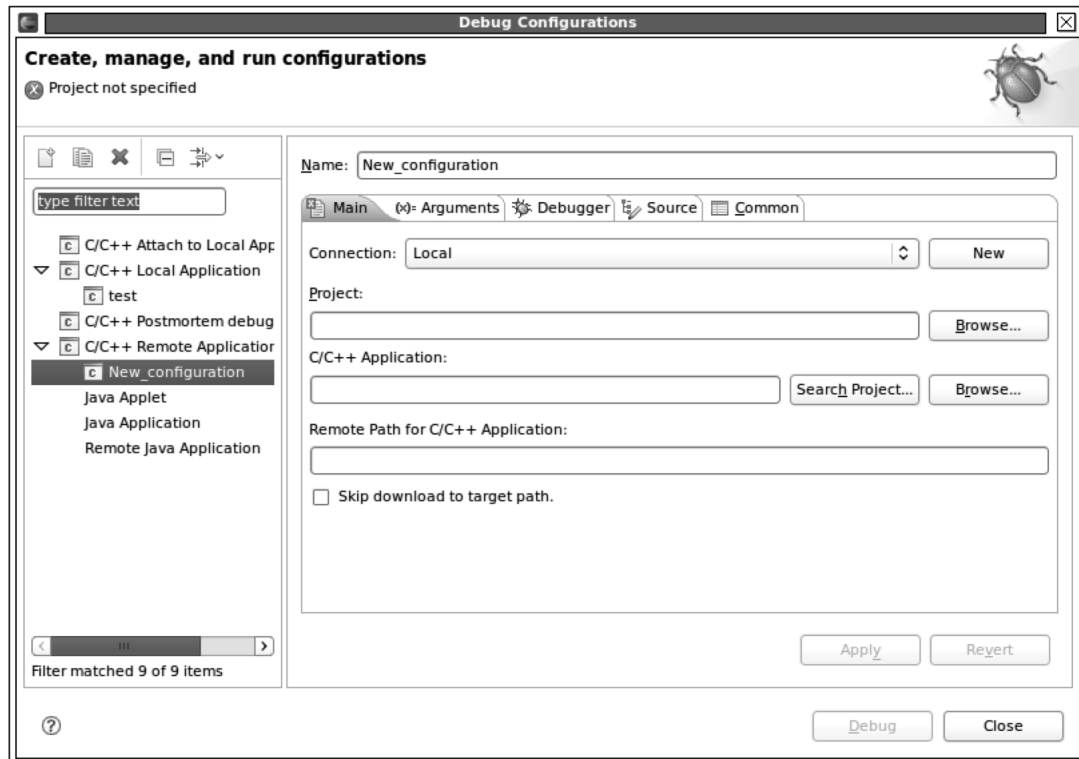 Debug Configurations
Create, manage, and run configurations
Project not specified
type filter text
C/C++ Attach to Local App
C/C++ Local Application
test
C/C++ Postmortem debug
C/C++ Remote Application
New_configuration
Java Applet
Java Application
Remote Java Application
Filter matched 9 of 9 items
Name: New_configuration
Main (x)= Arguments Debugger Source Common
Connection: Local New
Project:
Browse...
C/C++ Application:
Search Project... Browse...
Remote Path for C/C++ Application:
Skip download to target path.
Apply Revert
Debug Close